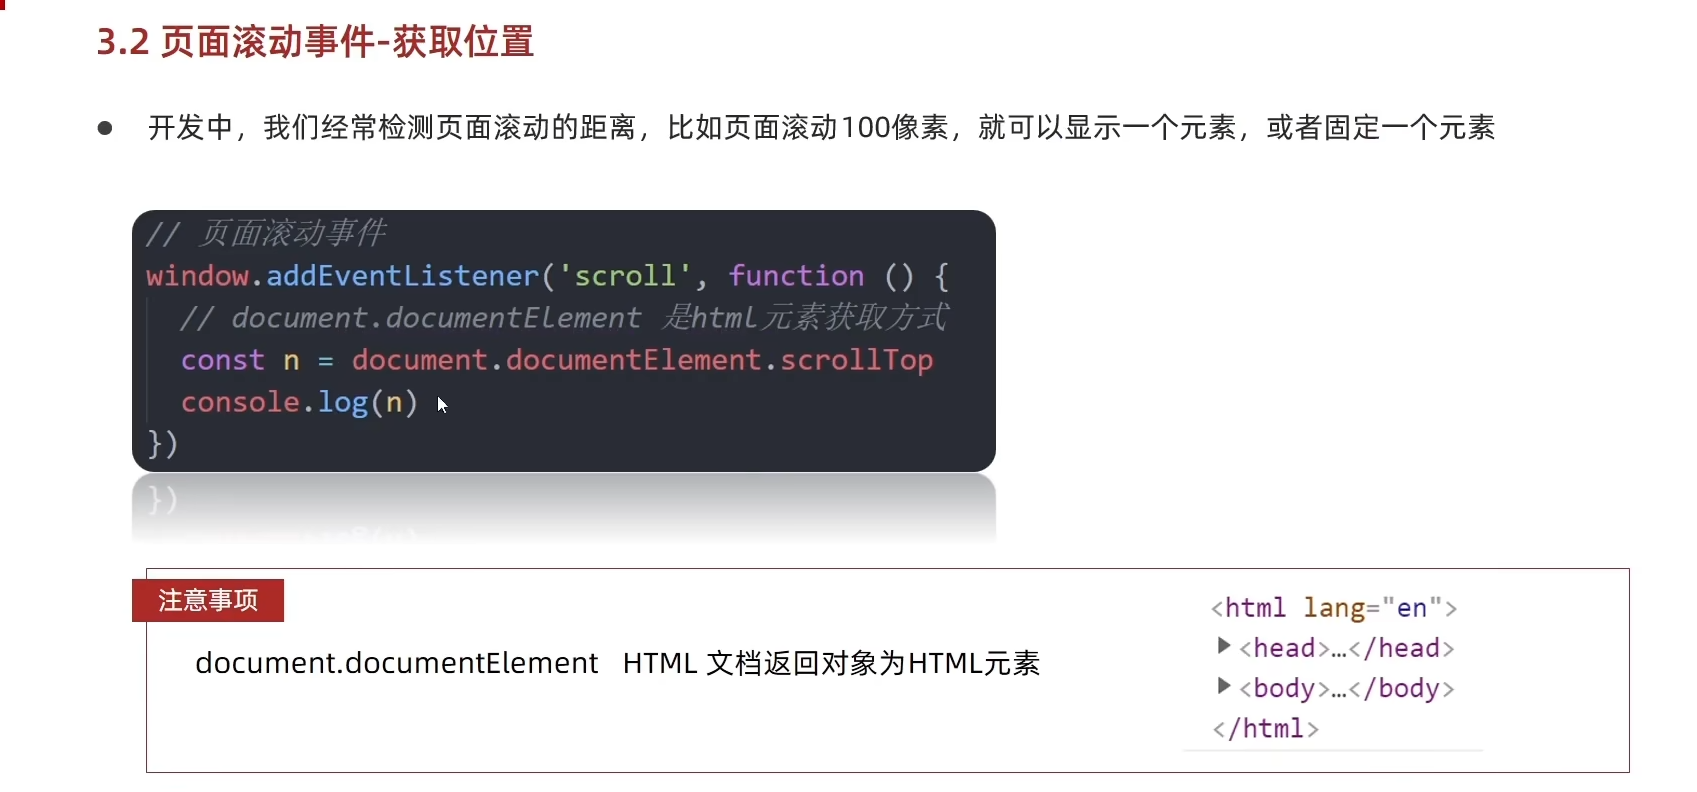 3.2 页面滚动事件-获取位置
● 开发中，我们经常检测页面滚动的距离，比如页面滚动100像素，就可以显示一个元素，或者固定一个元素
// 页面滚动事件
window.addEventListener('scroll', function () {
// document.documentElement 是html元素获取方式
const n = document.documentElement.scrollTop
console.log(n)
})
})
注意事项
document.documentElement HTML 文档返回对象为HTML元素
<html lang="en">
▶<head>…</head>
▶<body>…</body>
</html>